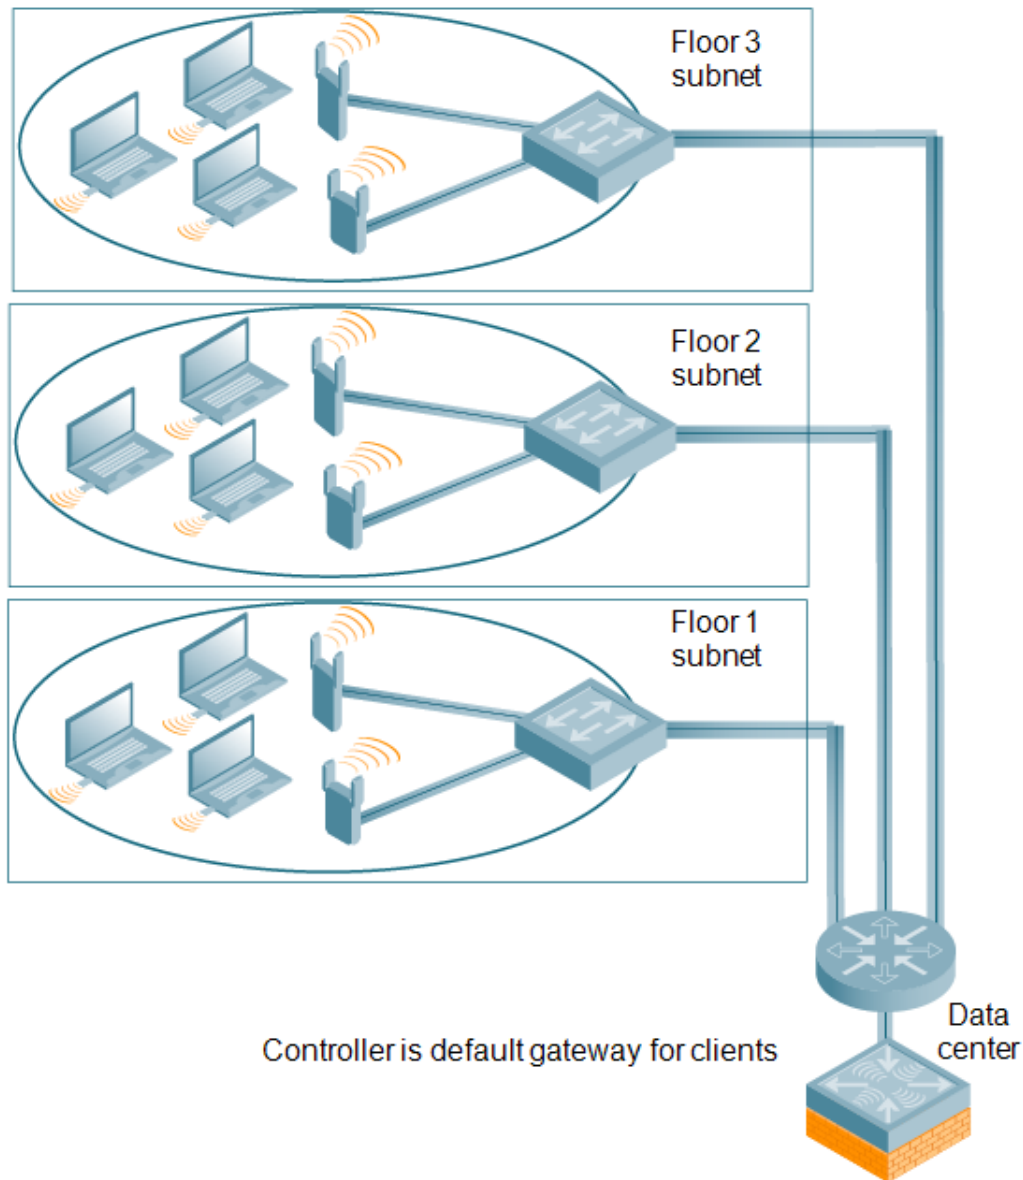 Floor 3
subnet
Floor 2
subnet
Floor 1
subnet
Data
center
Controller is default gateway for clients